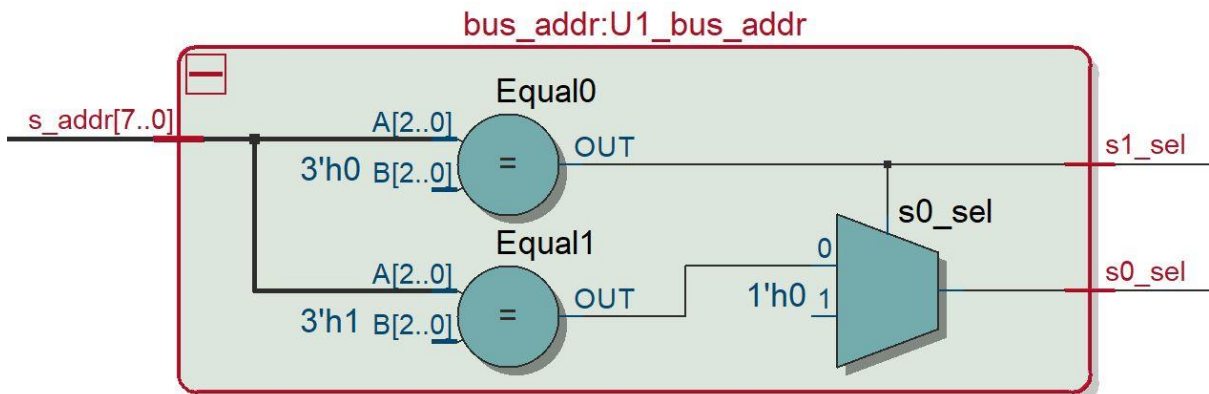 bus_addr:U1_bus_addr
s_addr[7..0]
Equal0
A[2..0]
3'h0 B[2..0]
=
OUT
s1_sel
s0_sel
Equal1
A[2..0]
3'h1 B[2..0]
=
OUT
0
1'h0 1
s0_sel